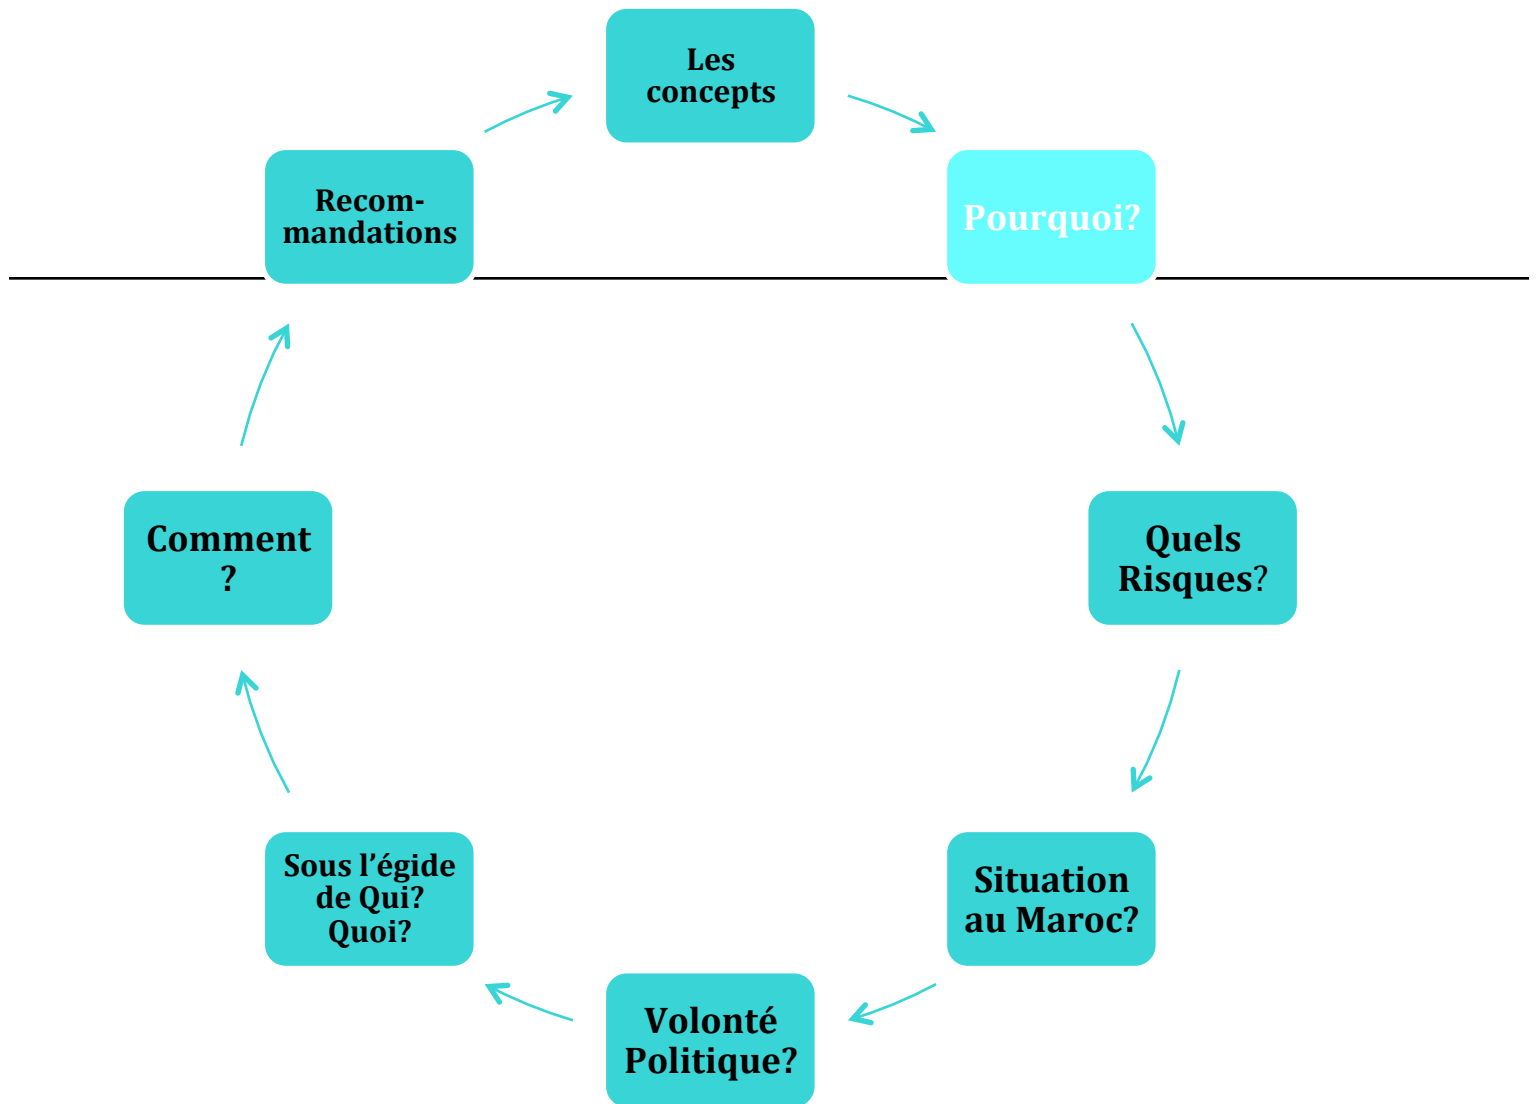 Les
concepts
Pourquoi?
Quels
Risques?
Situation
au Maroc?
Volonté
Politique?
Sous l’égide
de Qui?
Quoi?
Comment
?
Recom-
mandations